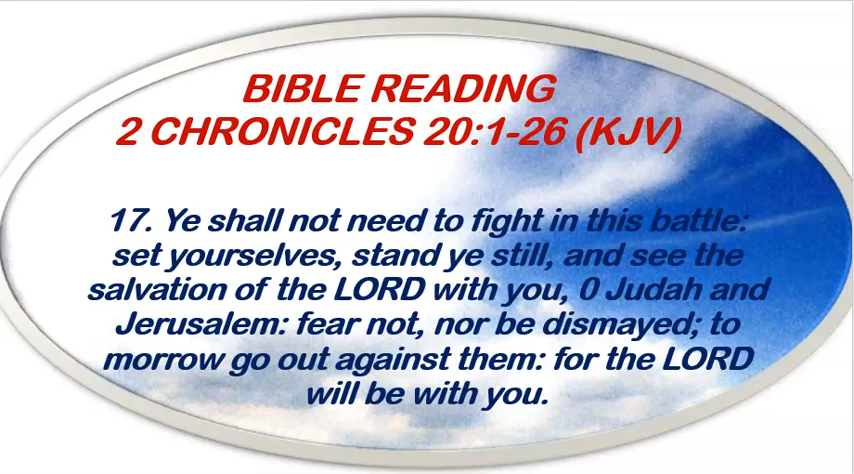 BIBLE READING
2 CHRONICLES 20:1-26 (KJV)
17. Ye shall not need to fight in this battle:
set yourselves, stand ye still, and see the
salvation of the LORD with you, 0 Judah and
Jerusalem: fear not, nor be dismayed; to
morrow go out against them: for the LORD
will be with you.